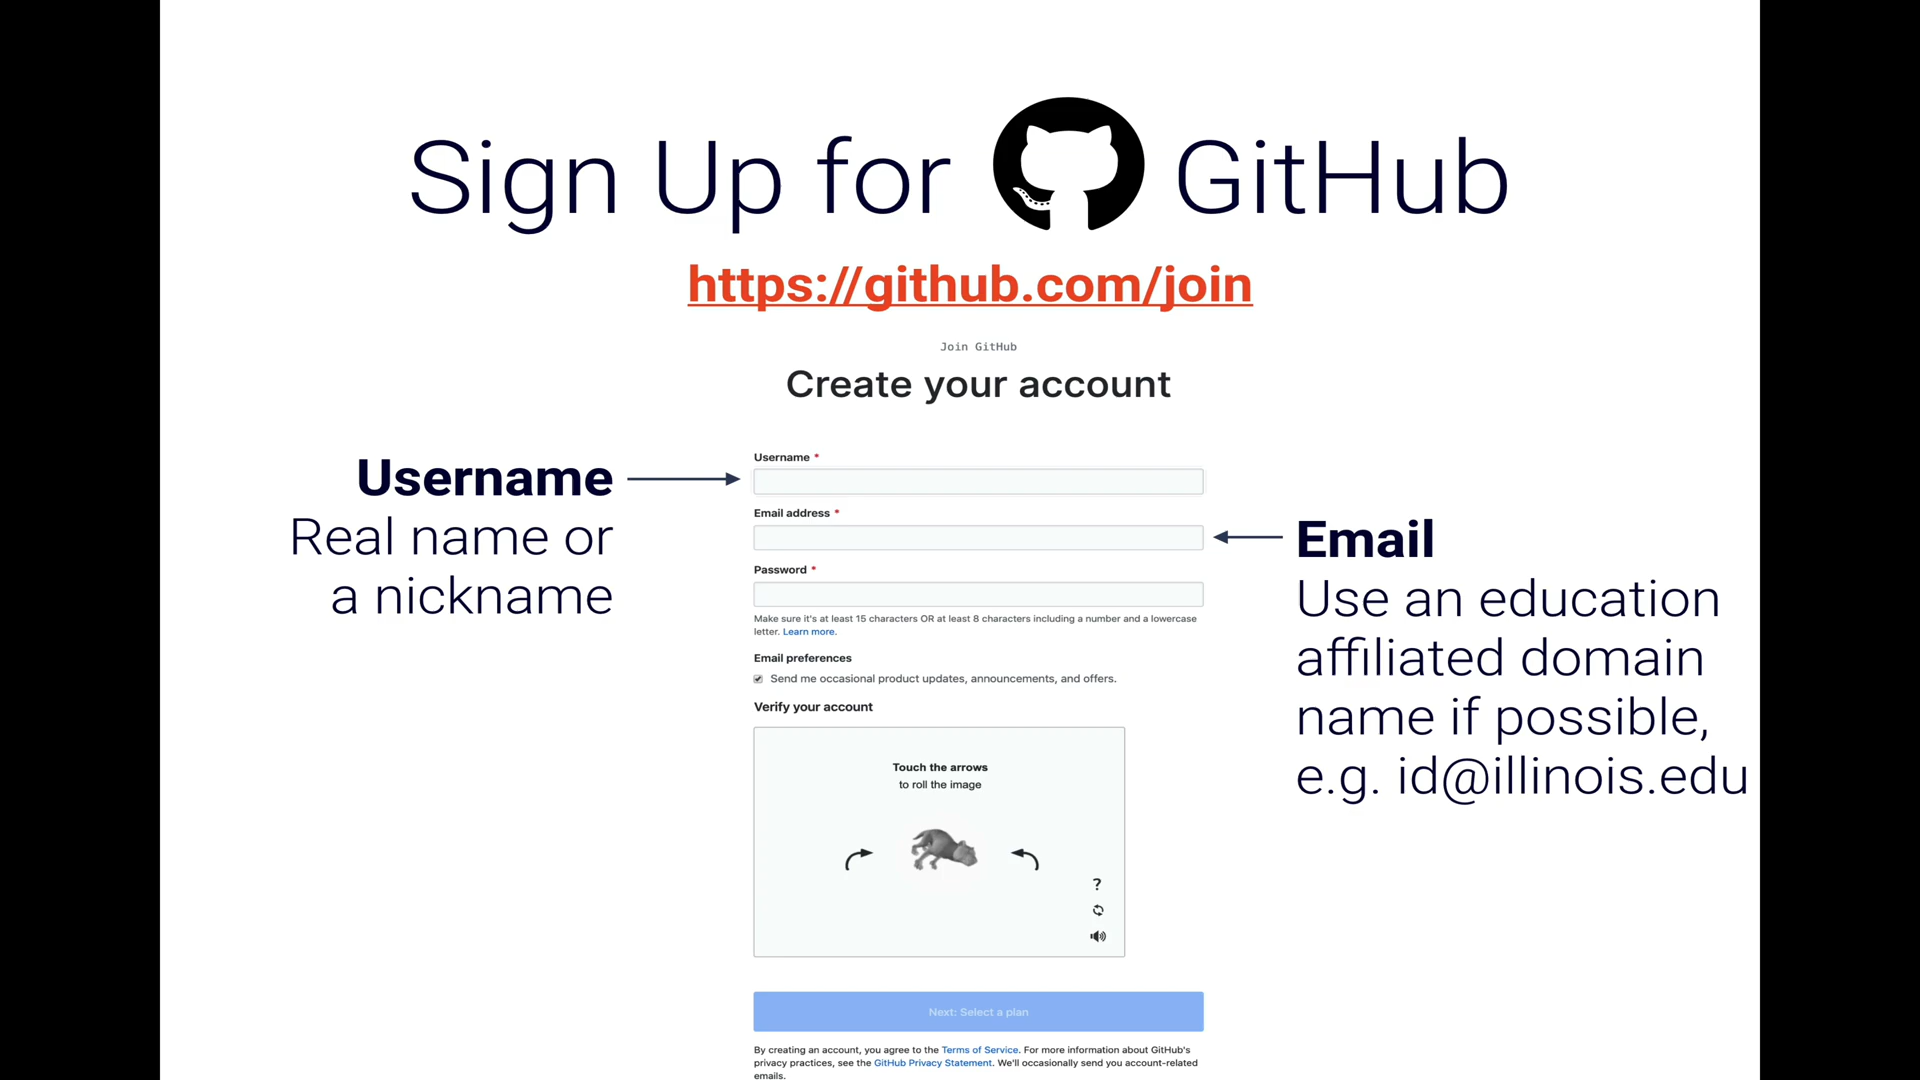 Sign Up for GitHub
https://github.com/join
Join GitHub
Create your account
Username
Real name or
a nickname
Username *
Email address *
Password *
Make sure it's at least 15 characters OR at least 8 characters including a number and a lowercase
letter. Learn more.
Email preferences
Send me occasional product updates, announcements, and offers.
Verify your account
Touch the arrows
to roll the image
?
Email
Use an education
affiliated domain
name if possible,
e.g. id@illinois.edu
Next: Select a plan
By creating an account, you agree to the Terms of Service. For more information about GitHub's
privacy practices, see the GitHub Privacy Statement. We'll occasionally send you account-related
emails.